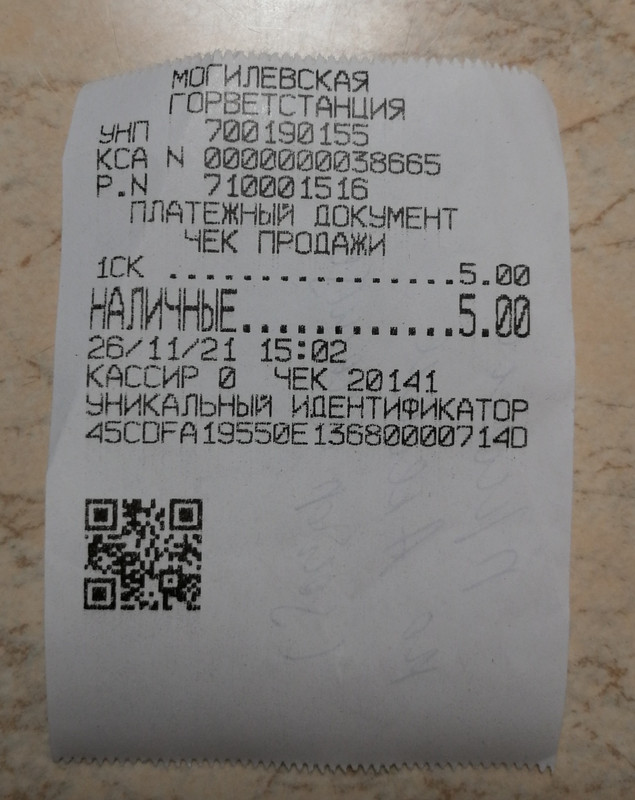 МОГИЛЕВСКАЯ
ГОРВЕТСТАНЦИЯ
УНП 700190155
КСА N 0000000038665
Р.N 710001516
ПЛАТЕЖНЫЙ ДОКУМЕНТ
ЧЕК ПРОДАЖИ
1СК ..................5.00
НАЛИЧНЫЕ.............5.00
26/11/21 15:02
КАССИР 0 ЧЕК 20141
УНИКАЛЬНЫЙ ИДЕНТИФИКАТОР
45CDFA19550E13680000714D